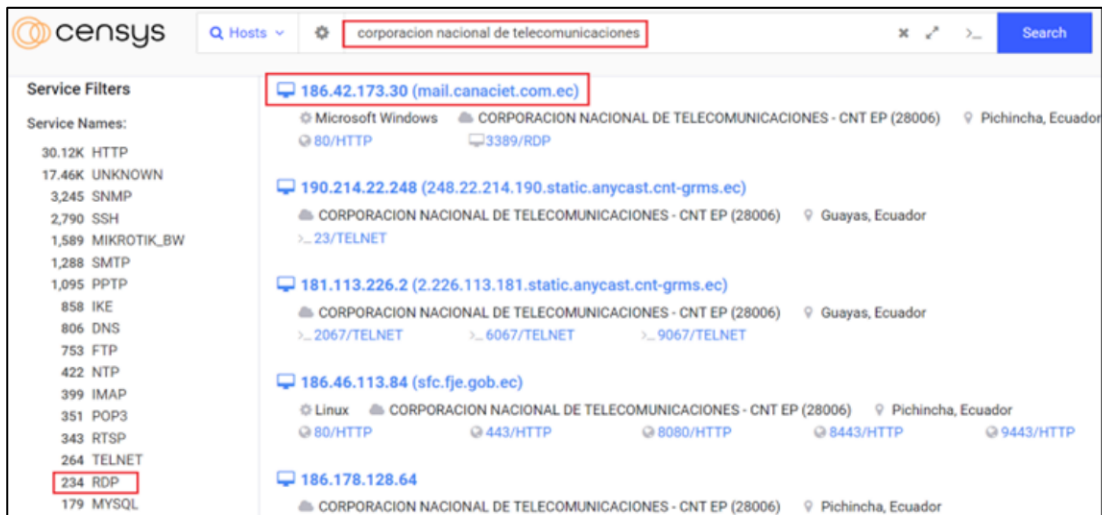 censys
Hosts
corporacion nacional de telecomunicaciones
Search
Service Filters
Service Names:
30.12K HTTP
17.46K UNKNOWN
3,245 SNMP
2,790 SSH
1,589 MIKROTIK_BW
1,288 SMTP
1,095 PPTP
858 IKE
806 DNS
753 FTP
422 NTP
399 IMAP
351 POP3
343 RTSP
264 TELNET
234 RDP
179 MYSQL
186.42.173.30 (mail.canaciet.com.ec)
Microsoft Windows CORPORACION NACIONAL DE TELECOMUNICACIONES - CNT EP (28006) Pichincha, Ecuador
80/HTTP 3389/RDP
190.214.22.248 (248.22.214.190.static.anycast.cnt-grms.ec)
CORPORACION NACIONAL DE TELECOMUNICACIONES - CNT EP (28006) Guayas, Ecuador
>_ 23/TELNET
181.113.226.2 (2.226.113.181.static.anycast.cnt-grms.ec)
CORPORACION NACIONAL DE TELECOMUNICACIONES - CNT EP (28006) Guayas, Ecuador
>_ 2067/TELNET >_ 6067/TELNET >_ 9067/TELNET
186.46.113.84 (sfc.fje.gob.ec)
Linux CORPORACION NACIONAL DE TELECOMUNICACIONES - CNT EP (28006) Pichincha, Ecuador
80/HTTP 443/HTTP 8080/HTTP 8443/HTTP 9443/HTTP
186.178.128.64
CORPORACION NACIONAL DE TELECOMUNICACIONES - CNT EP (28006) Pichincha, Ecuador